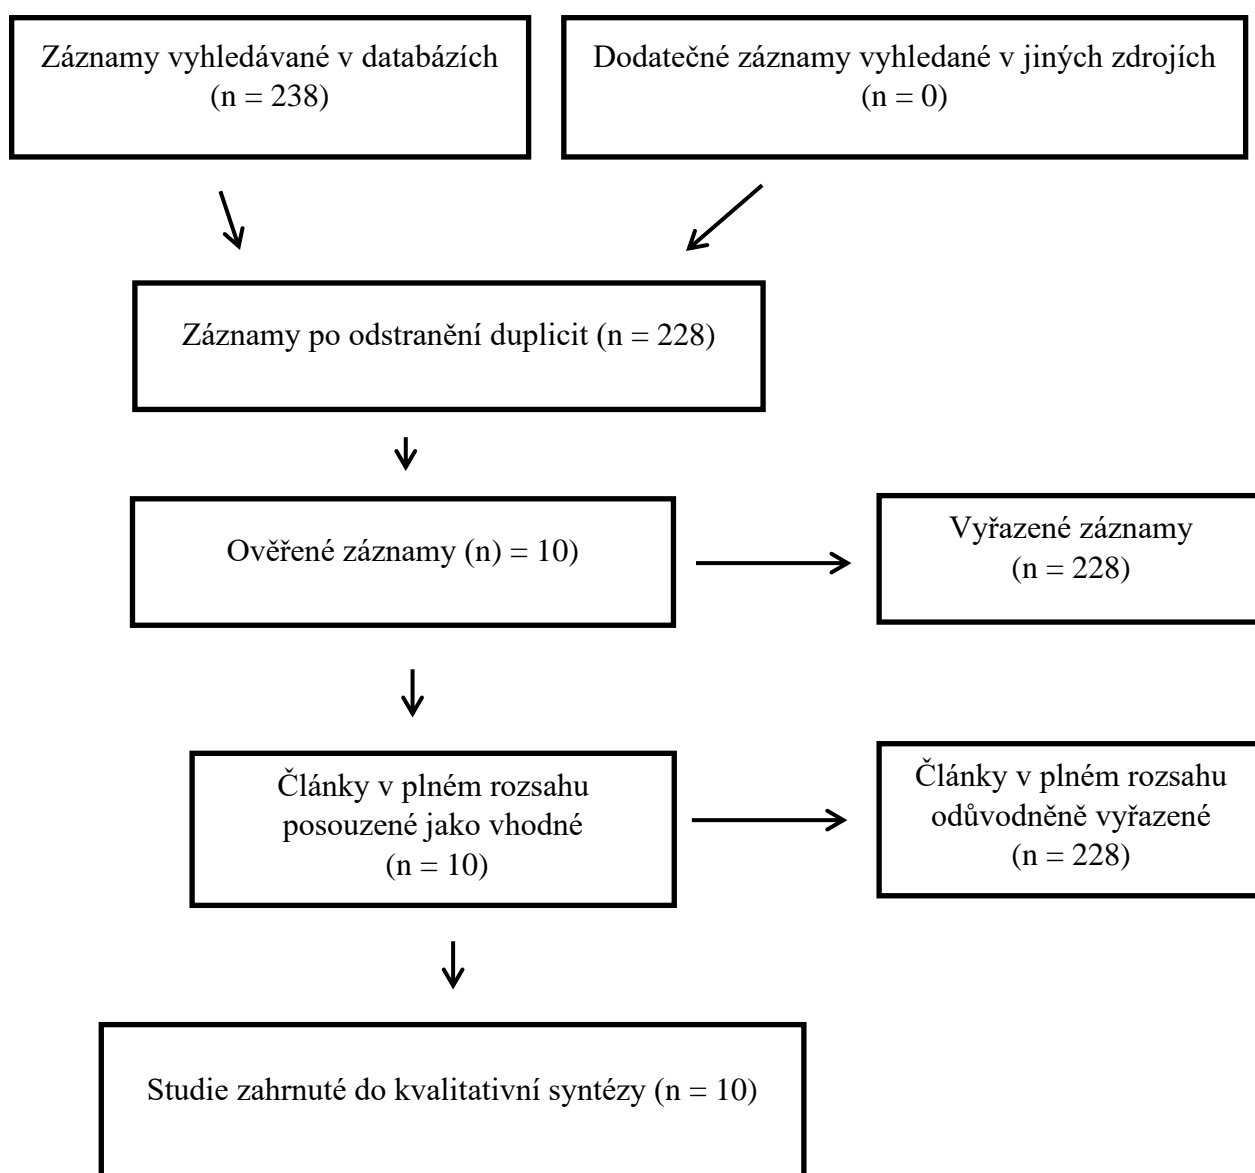 Záznamy vyhledávané v databázích
(n = 238)
Dodatečné záznamy vyhledané v jiných zdrojích
(n = 0)
Záznamy po odstranění duplicit (n = 228)
Ověřené záznamy (n) = 10)
Vyřazené záznamy
(n = 228)
Články v plném rozsahu
posouzené jako vhodné
(n = 10)
Články v plném rozsahu
odůvodněně vyřazené
(n = 228)
Studie zahrnuté do kvalitativní syntézy (n = 10)